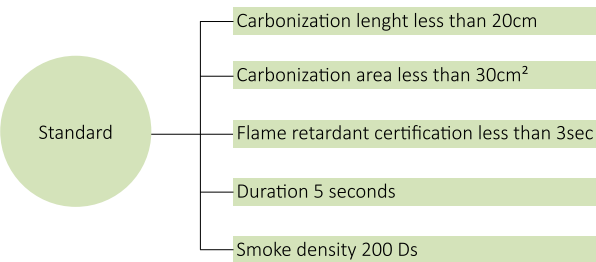 Carbonization lenght less than 20cm
Carbonization area less than 30cm²
Standard
Flame retardant certification less than 3sec
Duration 5 seconds
Smoke density 200 Ds